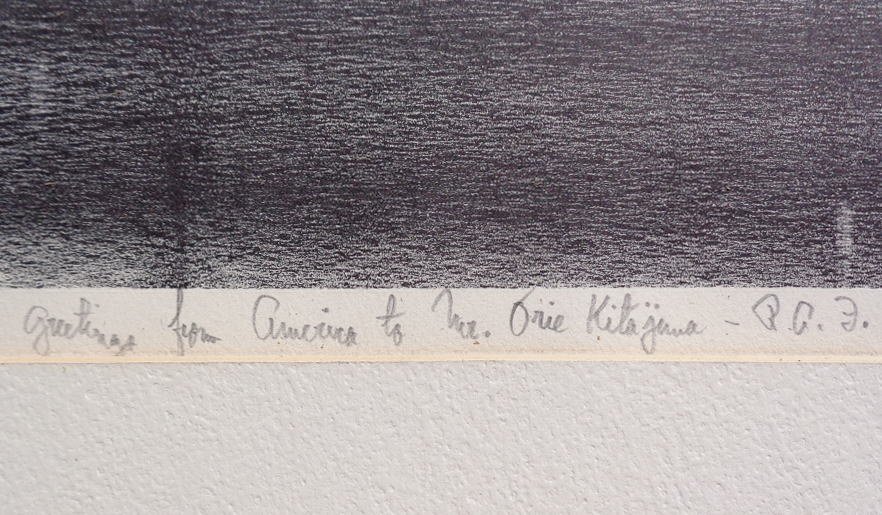 Greetings from America to Mr. Orie Kitajima - P. A. F.